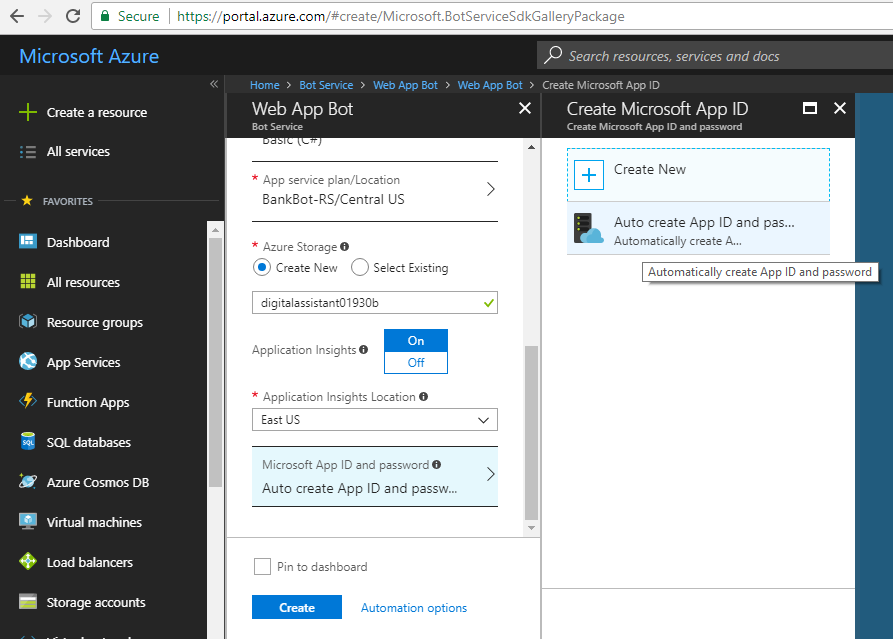 Secure
https://portal.azure.com/#create/Microsoft.BotServiceSdkGalleryPackage
Microsoft Azure
Search resources, services and docs
«
Create a resource
All services
FAVORITES
Dashboard
All resources
Resource groups
App Services
Function Apps
SQL
SQL databases
Azure Cosmos DB
Virtual machines
Load balancers
Storage accounts
Home > Bot Service > Web App Bot > Web App Bot > Create Microsoft App ID
Web App Bot
Bot Service
Basic (C#)
* App service plan/Location
BankBot-RS/Central US
* Azure Storage
Create New
Select Existing
digitalassistant01930b
Application Insights
On
Off
* Application Insights Location
East US
Microsoft App ID and password
Auto create App ID and passw...
Pin to dashboard
Create
Automation options
Create Microsoft App ID
Create Microsoft App ID and password
Create New
Auto create App ID and pas...
Automatically create A...
Automatically create App ID and password